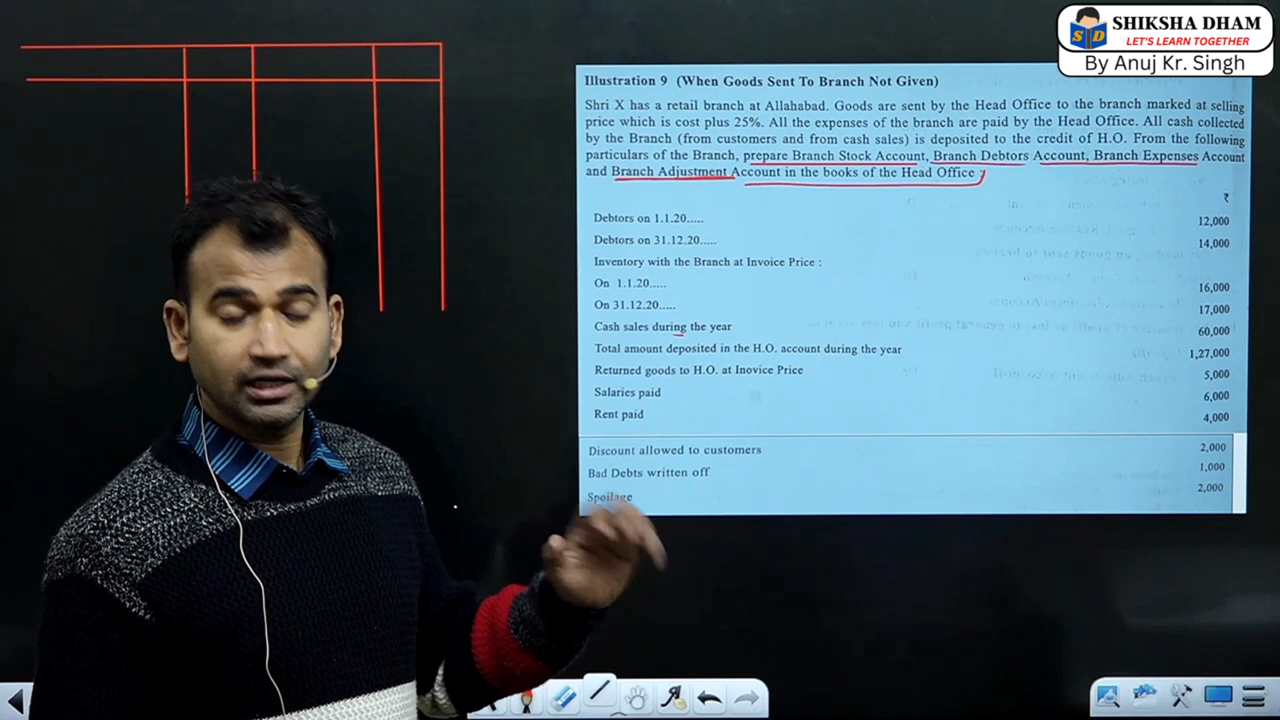 SHIKSHA DHAM
S D
LET'S LEARN TOGETHER
By Anuj Kr. Singh
Illustration 9 (When Goods Sent To Branch Not Given)
Shri X has a retail branch at Allahabad. Goods are sent by the Head Office to the branch marked at selling
price which is cost plus 25%. All the expenses of the branch are paid by the Head Office. All cash collected
by the Branch (from customers and from cash sales) is deposited to the credit of H.O. From the following
particulars of the Branch, prepare Branch Stock Account, Branch Debtors Account, Branch Expenses Account
and Branch Adjustment Account in the books of the Head Office :
₹
Debtors on 1.1.20..... 12,000
Debtors on 31.12.20..... 14,000
Inventory with the Branch at Invoice Price :
On 1.1.20..... 16,000
On 31.12.20..... 17,000
Cash sales during the year 60,000
Total amount deposited in the H.O. account during the year 1,27,000
Returned goods to H.O. at Inovice Price 5,000
Salaries paid 6,000
Rent paid 4,000
Discount allowed to customers 2,000
Bad Debts written off 1,000
Spoilage 2,000